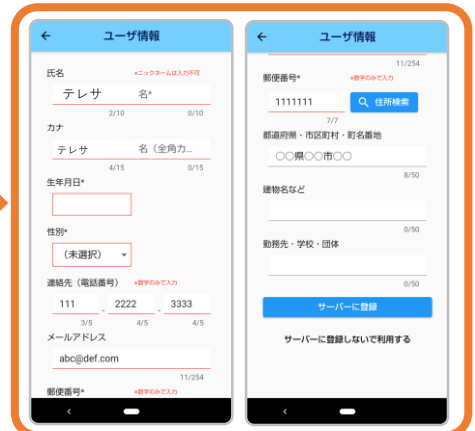 ユーザ情報
氏名 *ニックネームは入力不可
テレサ 名*
2/10 0/10
カナ
テレサ 名（全角カ...
4/15 0/15
生年月日*
性別*
（未選択）
連絡先（電話番号） *数字のみで入力
111 - 2222 - 3333
3/5 4/5 4/5
メールアドレス
abc@def.com
11/254
郵便番号* *数字のみで入力
ユーザ情報
11/254
郵便番号* *数字のみで入力
1111111 住所検索
7/7
都道府県・市区町村・町名番地
○○県○○市○○
8/50
建物名など
0/50
勤務先・学校・団体
0/50
サーバーに登録
サーバーに登録しないで利用する